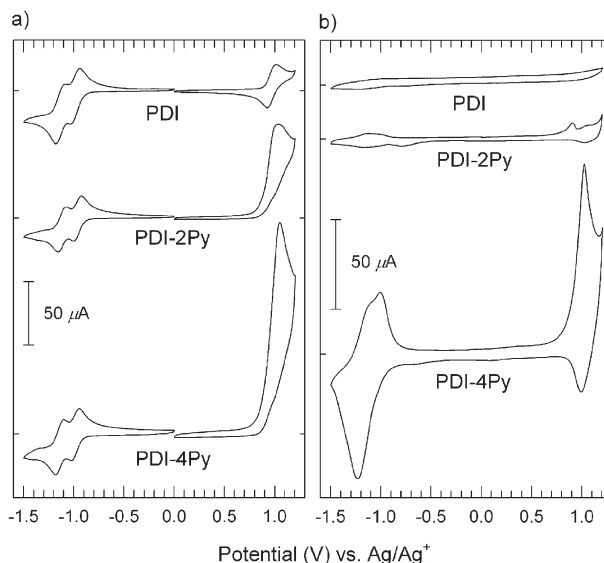 a)
PDI
PDI-2Py
50 μA
PDI-4Py
-1.5 -1.0 -0.5 0.0 0.5 1.0
b)
PDI
PDI-2Py
50 μA
PDI-4Py
-1.5 -1.0 -0.5 0.0 0.5 1.0
Potential (V) vs. Ag/Ag+